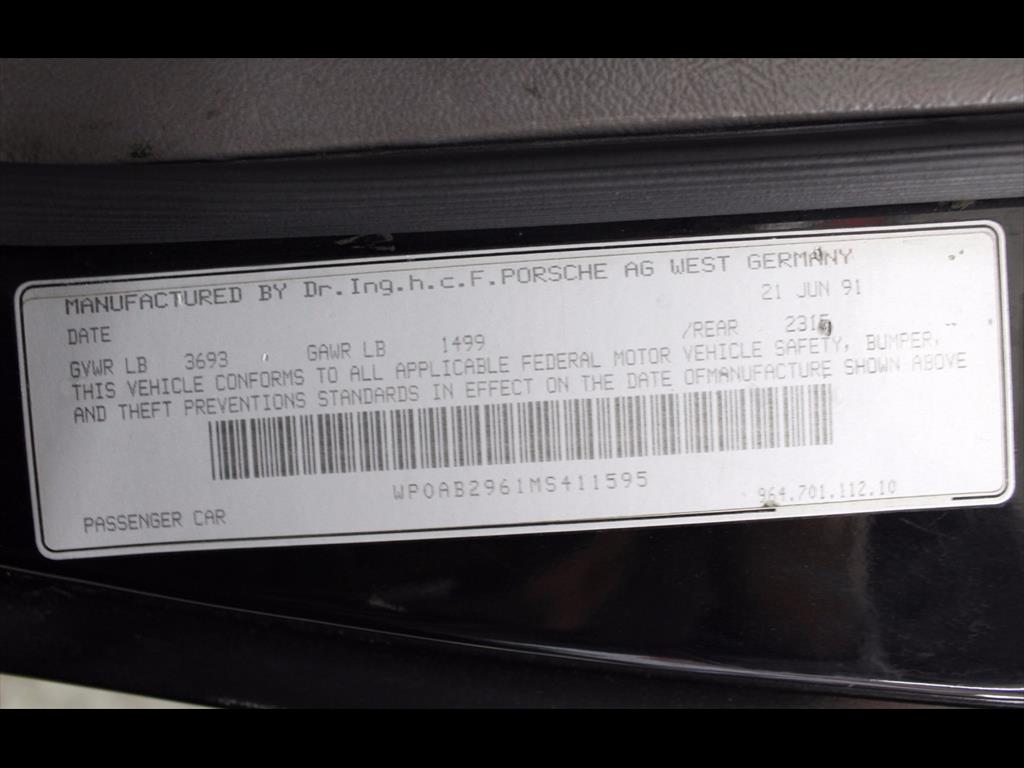 MANUFACTURED BY Dr.Ing.h.c.F.PORSCHE AG WEST GERMANY
DATE 21 JUN 91
GVWR LB 3693 GAWR LB 1499 /REAR 2315
THIS VEHICLE CONFORMS TO ALL APPLICABLE FEDERAL MOTOR VEHICLE SAFETY, BUMPER,
AND THEFT PREVENTIONS STANDARDS IN EFFECT ON THE DATE OFMANUFACTURE SHOWN ABOVE
WP0AB2961MS411595
PASSENGER CAR 964.701.112.10